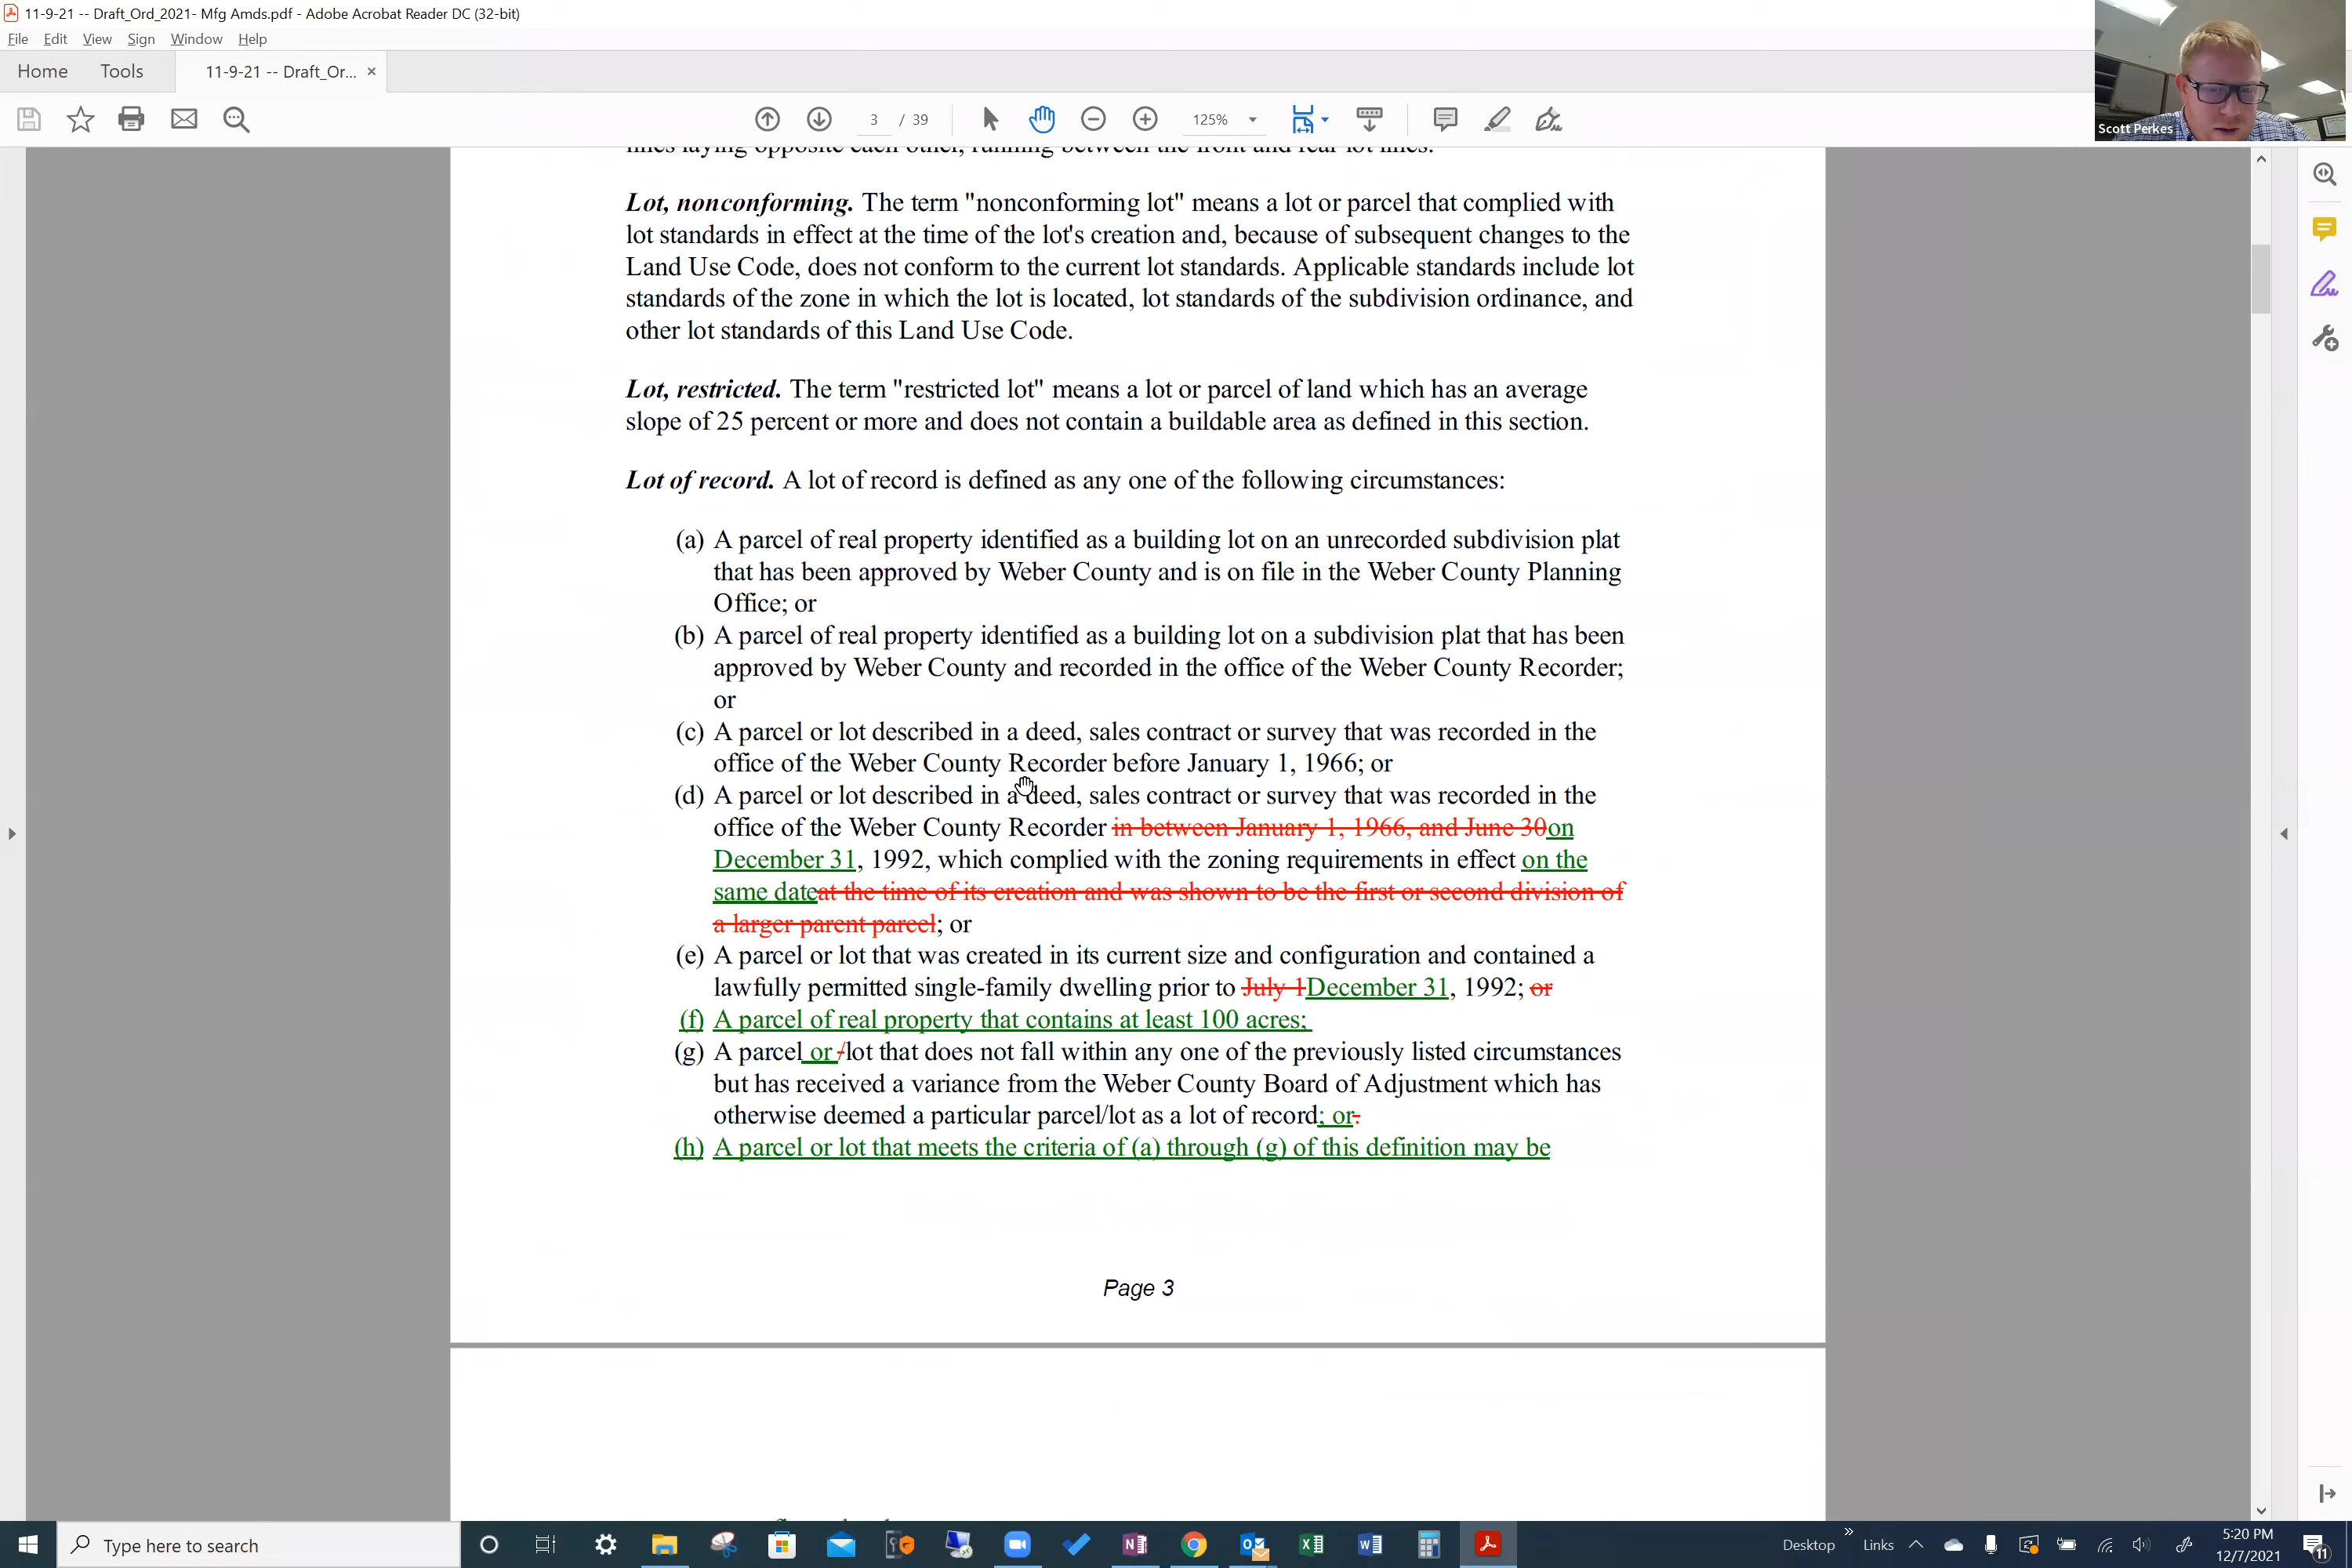 11-9-21 -- Draft_Ord_2021- Mfg Amds.pdf - Adobe Acrobat Reader DC (32-bit)
File Edit View Sign Window Help
Home Tools 11-9-21 -- Draft_Or... ×
3 / 39 125%
Scott Perkes
lines laying opposite each other, running between the front and rear lot lines.
Lot, nonconforming. The term "nonconforming lot" means a lot or parcel that complied with
lot standards in effect at the time of the lot's creation and, because of subsequent changes to the
Land Use Code, does not conform to the current lot standards. Applicable standards include lot
standards of the zone in which the lot is located, lot standards of the subdivision ordinance, and
other lot standards of this Land Use Code.
Lot, restricted. The term "restricted lot" means a lot or parcel of land which has an average
slope of 25 percent or more and does not contain a buildable area as defined in this section.
Lot of record. A lot of record is defined as any one of the following circumstances:
(a) A parcel of real property identified as a building lot on an unrecorded subdivision plat
that has been approved by Weber County and is on file in the Weber County Planning
Office; or
(b) A parcel of real property identified as a building lot on a subdivision plat that has been
approved by Weber County and recorded in the office of the Weber County Recorder;
or
(c) A parcel or lot described in a deed, sales contract or survey that was recorded in the
office of the Weber County Recorder before January 1, 1966; or
(d) A parcel or lot described in a deed, sales contract or survey that was recorded in the
office of the Weber County Recorder in between January 1, 1966, and June 30on
December 31, 1992, which complied with the zoning requirements in effect on the
same dateat the time of its creation and was shown to be the first or second division of
a larger parent parcel; or
(e) A parcel or lot that was created in its current size and configuration and contained a
lawfully permitted single-family dwelling prior to July 1December 31, 1992; or
(f) A parcel of real property that contains at least 100 acres;
(g) A parcel or /lot that does not fall within any one of the previously listed circumstances
but has received a variance from the Weber County Board of Adjustment which has
otherwise deemed a particular parcel/lot as a lot of record; or.
(h) A parcel or lot that meets the criteria of (a) through (g) of this definition may be
Page 3
Type here to search
Desktop » Links
5:20 PM
12/7/2021
11